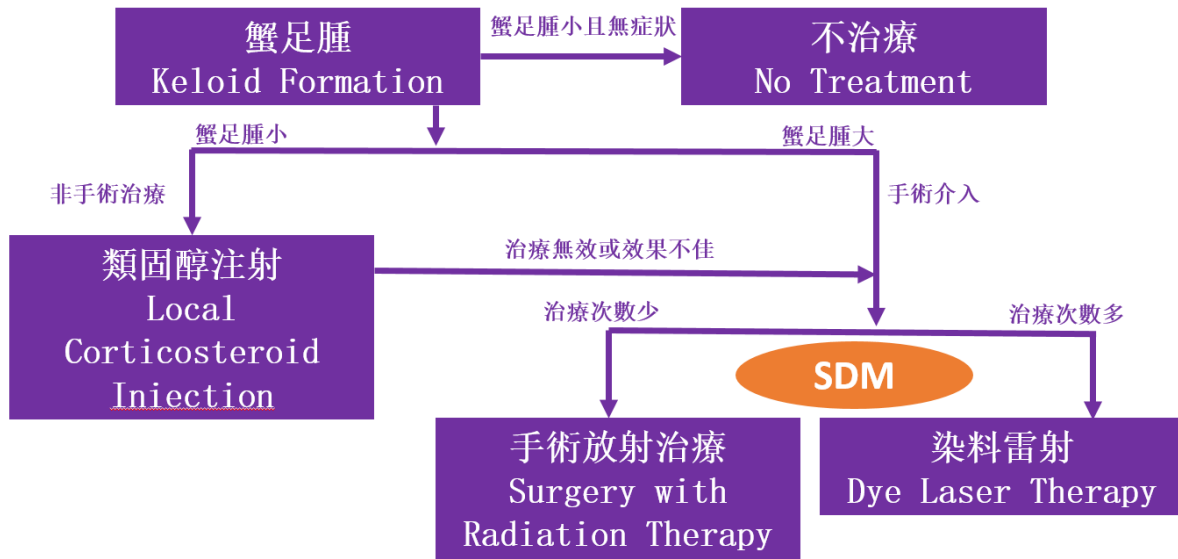 蟹足腫
Keloid Formation
蟹足腫小且無症狀
不治療
No Treatment
蟹足腫小
蟹足腫大
非手術治療
手術介入
類固醇注射
Local
Corticosteroid
Iniection
治療無效或效果不佳
治療次數少
治療次數多
SDM
手術放射治療
Surgery with
Radiation Therapy
染料雷射
Dye Laser Therapy